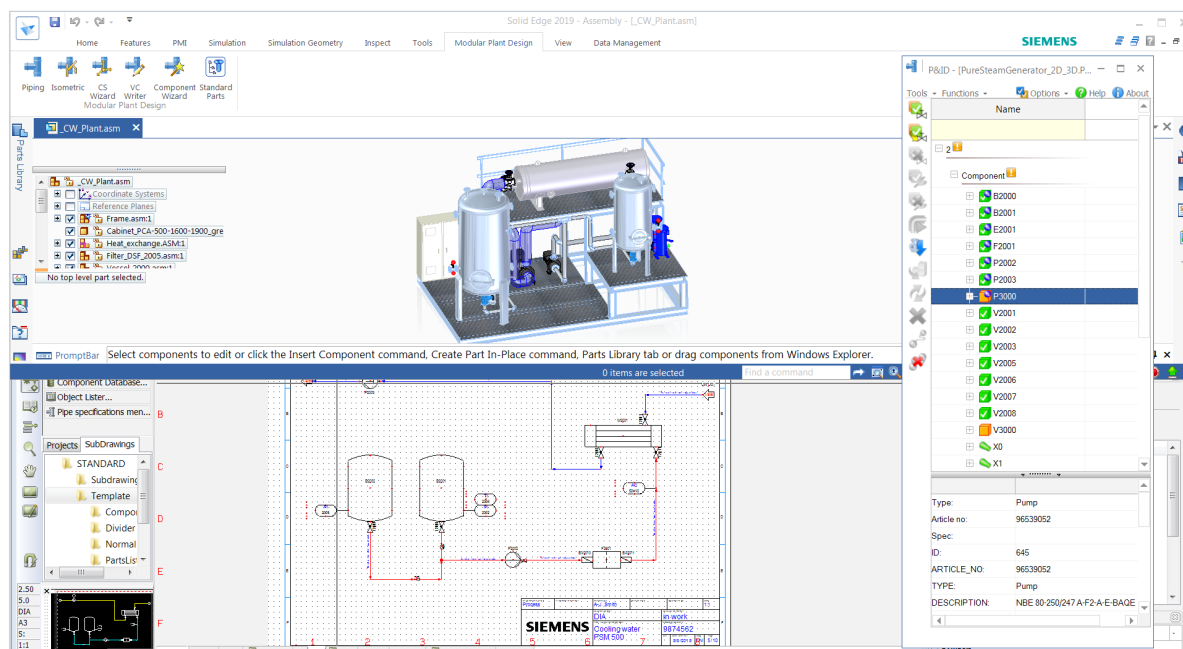 Solid Edge 2019 - Assembly - [_CW_Plant.asm]
Home Features PMI Simulation Simulation Geometry Inspect Tools Modular Plant Design View Data Management
SIEMENS
Piping Isometric CS Wizard VC Writer Component Wizard Standard Parts
Modular Plant Design
_CW_Plant.asm
Parts Library
_CW_Plant.asm
Coordinate Systems
Reference Planes
Frame.asm:1
Cabinet_PCA-500-1600-1900_gre
Heat_exchange.ASM:1
Filter_DSF_2005.asm:1
Vessel_2000.asm:1
No top level part selected.
PromptBar Select components to edit or click the Insert Component command, Create Part In-Place command, Parts Library tab or drag components from Windows Explorer.
0 items are selected
Find a command
P&ID - [PureSteamGenerator_2D_3D.P...
Tools Functions Options Help About
Name
2
Component
B2000
B2001
E2001
F2001
P2002
P2003
P3000
V2001
V2002
V2003
V2005
V2006
V2007
V2008
V3000
X0
X1
Type: Pump
Article no: 96539052
Spec:
ID: 645
ARTICLE_NO: 96539052
TYPE: Pump
DESCRIPTION: NBE 80-250/247 A-F2-A-E-BAQE
Component Database...
Object Lister...
Pipe specifications men...
Projects SubDrawings
STANDARD
Subdrawing
Template
Compo
Divider
Normal
PartsList
2.50
5.0
DIA
A3
5:
1:1
B
C
D
E
F
B2000
B2001
Process
DIA
in work
SIEMENS
Cooling water
9874562
PSM 500
1 2 3 4 5 6 7 8